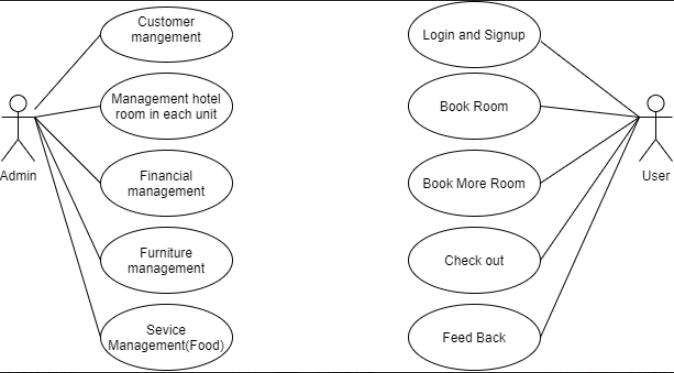 Customer
mangement
Login and Signup
Management hotel
room in each unit
Book Room
Admin
Financial
management
Book More Room
User
Furniture
management
Check out
Sevice
Management(Food)
Feed Back